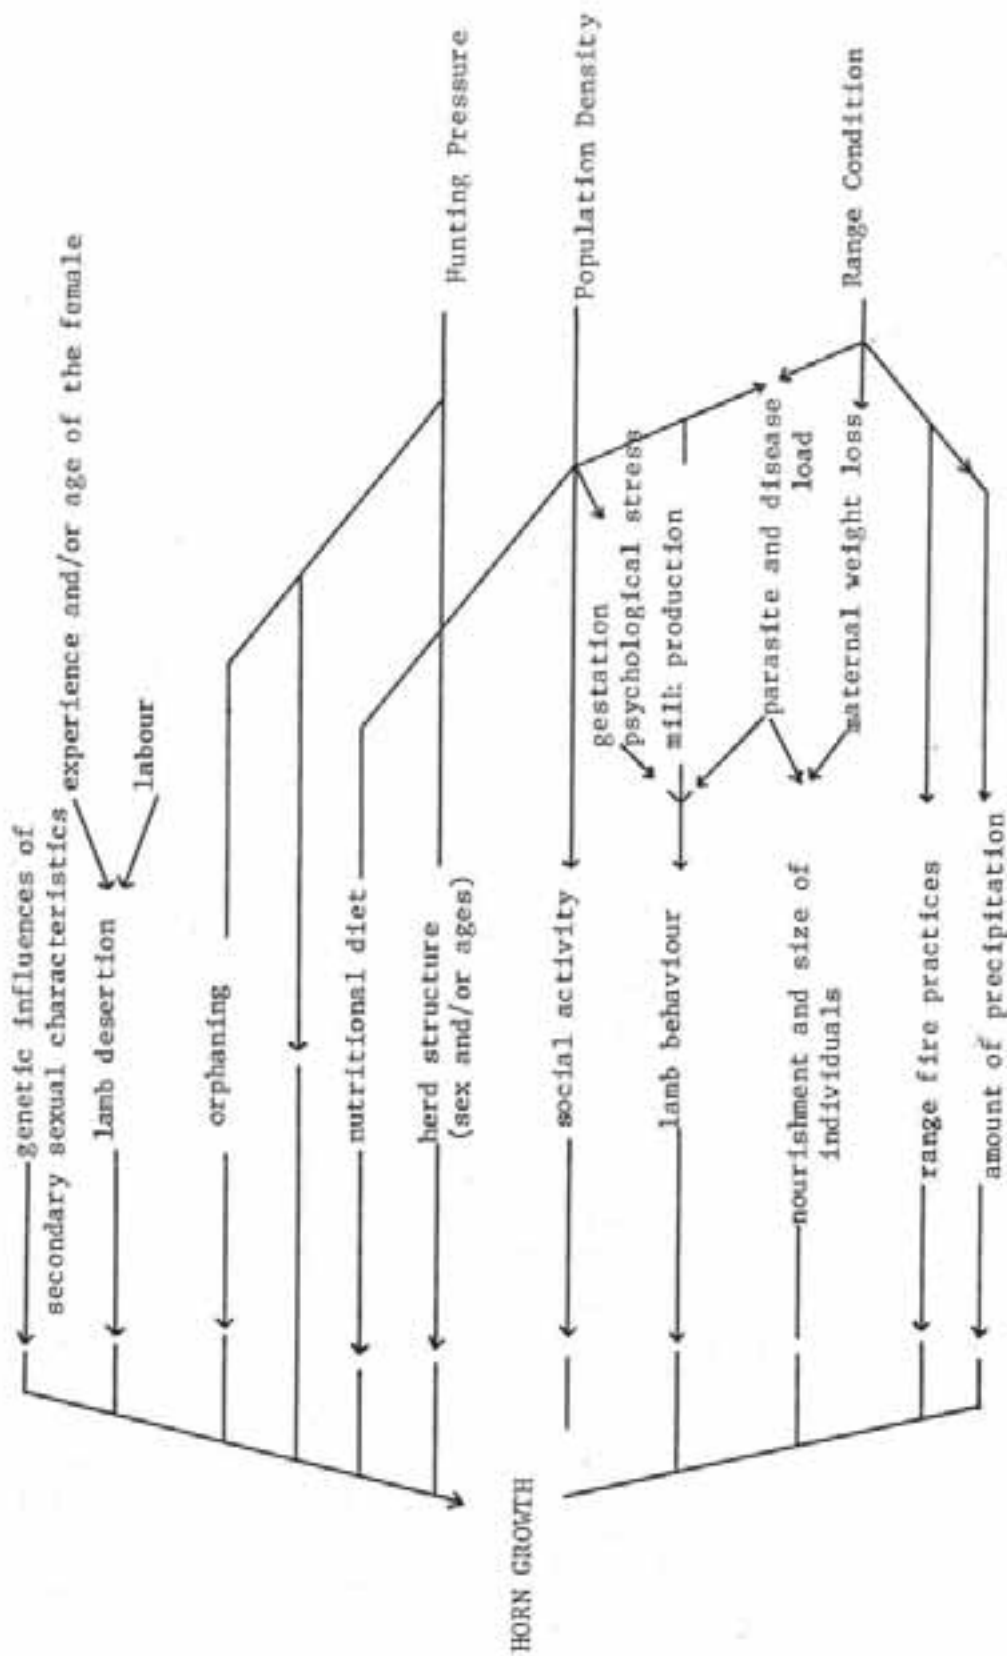 genetic influences of
secondary sexual characteristics
experience and/or age of the female
lamb desertion
labour
orphaning
Hunting Pressure
nutritional diet
herd structure
(sex and/or ages)
Population Density
social activity
gestation
psychological stress
milk production
lamb behaviour
parasite and disease
load
maternal weight loss
nourishment and size of
individuals
Range Condition
range fire practices
amount of precipitation
HORN GROWTH